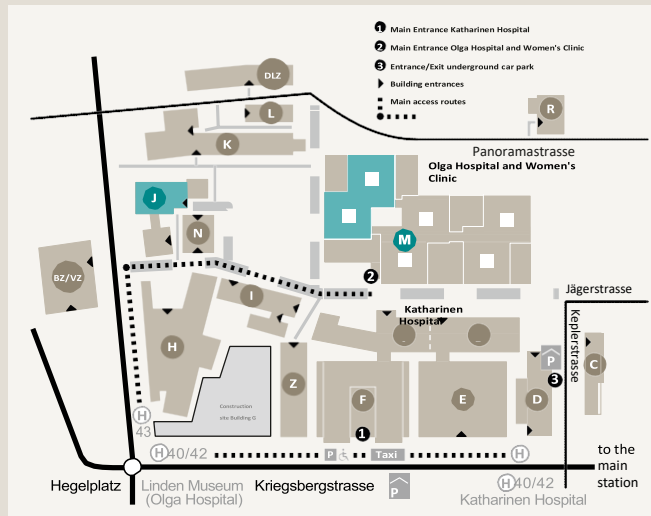 1 Main Entrance Katharinen Hospital
2 Main Entrance Olga Hospital and Women's Clinic
3 Entrance/Exit underground car park
Building entrances
Main access routes
DLZ
L
R
K
Panoramastrasse
Olga Hospital and Women's
Clinic
J
N
M
BZ/VZ
2
I
Jägerstrasse
Katharinen
Hospital
H
Keplerstrasse
P
C
Z
3
F
E
D
Construction
site Building G
H
43
1
H 40/42
P
Taxi
H
to the
main
station
Hegelplatz
Linden Museum
(Olga Hospital)
Kriegsbergstrasse
P
H 40/42
Katharinen Hospital